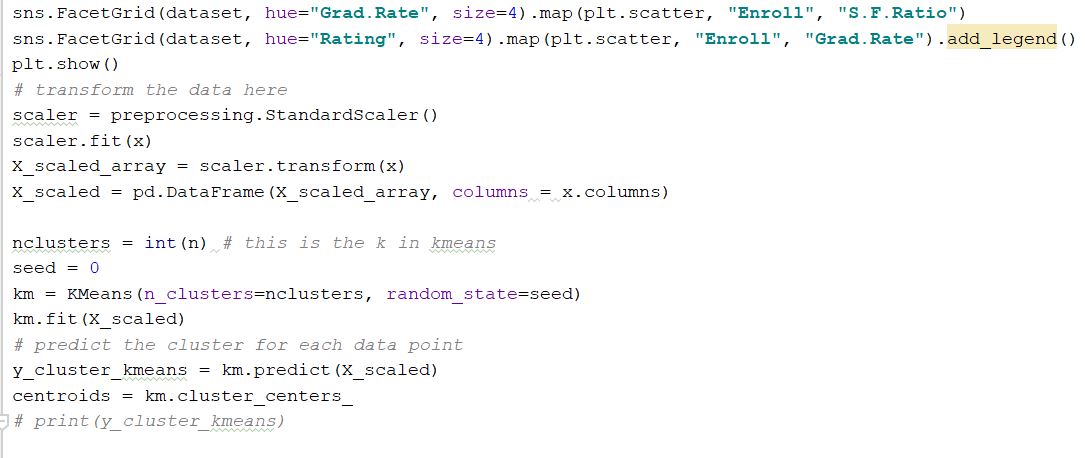 sns.FacetGrid(dataset, hue="Grad.Rate", size=4).map(plt.scatter, "Enroll", "S.F.Ratio")
sns.FacetGrid(dataset, hue="Rating", size=4).map(plt.scatter, "Enroll", "Grad.Rate").add_legend()
plt.show()
# transform the data here
scaler = preprocessing.StandardScaler()
scaler.fit(x)
X_scaled_array = scaler.transform(x)
X_scaled = pd.DataFrame(X_scaled_array, columns = x.columns)
nclusters = int(n) # this is the k in kmeans
seed = 0
km = KMeans(n_clusters=nclusters, random_state=seed)
km.fit(X_scaled)
# predict the cluster for each data point
y_cluster_kmeans = km.predict(X_scaled)
centroids = km.cluster_centers_
# print(y_cluster_kmeans)